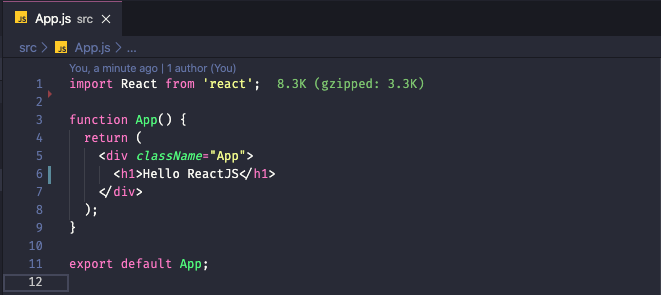 JS App.js src ×
src > JS App.js > ...
You, a minute ago | 1 author (You)
1 import React from 'react'; 8.3K (gzipped: 3.3K)
2
3 function App() {
4 return (
5 <div className="App">
6 <h1>Hello ReactJS</h1>
7 </div>
8 );
9 }
10
11 export default App;
12